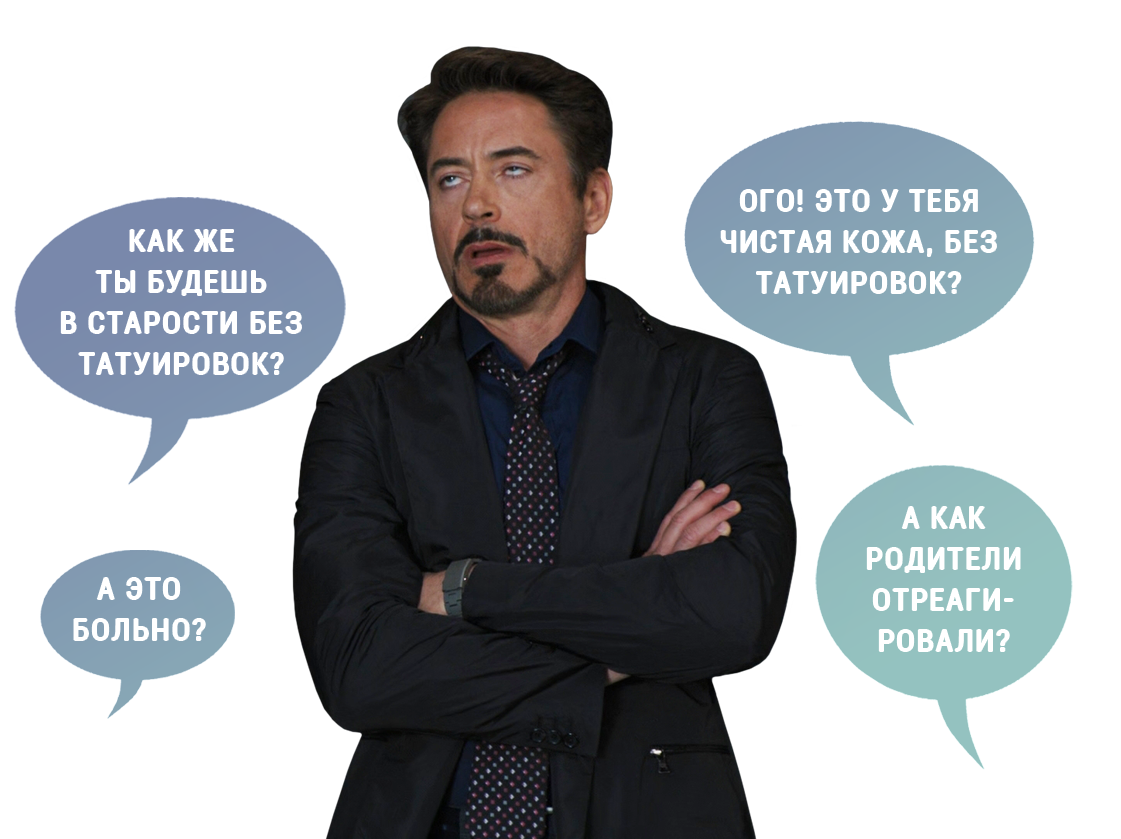 КАК ЖЕ
ТЫ БУДЕШЬ
В СТАРОСТИ БЕЗ
ТАТУИРОВОК?
ОГО! ЭТО У ТЕБЯ
ЧИСТАЯ КОЖА, БЕЗ
ТАТУИРОВОК?
А ЭТО
БОЛЬНО?
А КАК
РОДИТЕЛИ
ОТРЕАГИ-
РОВАЛИ?